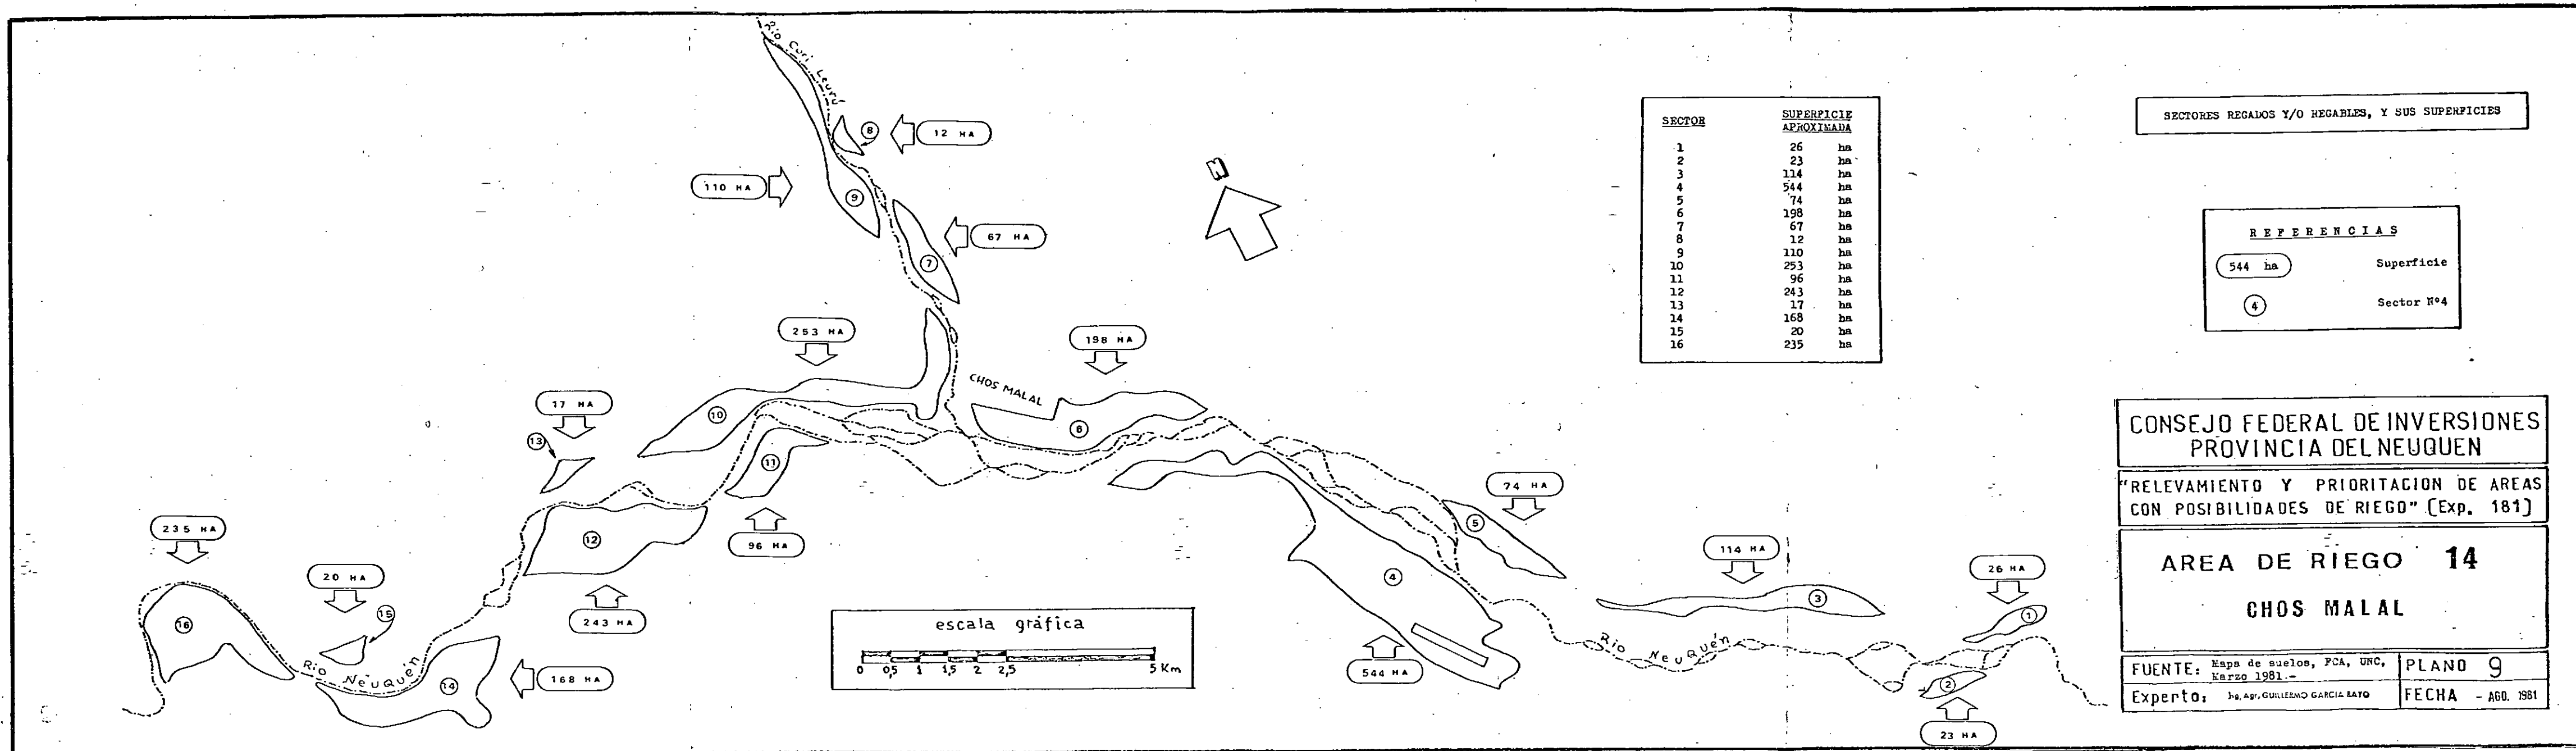 Río Curi Leuvú
8
12 HA
110 HA
9
67 HA
7
253 HA
198 HA
CHOS MALAL
17 HA
10
6
13
11
74 HA
5
235 HA
12
96 HA
114 HA
26 HA
20 HA
4
3
1
15
16
243 HA
Río Neuquén
Río Neuquén
14
168 HA
544 HA
2
23 HA
N
escala gráfica
0 0,5 1 1,5 2 2,5 5 Km
SECTOR SUPERFICIE
APROXIMADA
1 26 ha
2 23 ha
3 114 ha
4 544 ha
5 74 ha
6 198 ha
7 67 ha
8 12 ha
9 110 ha
10 253 ha
11 96 ha
12 243 ha
13 17 ha
14 168 ha
15 20 ha
16 235 ha
SECTORES REGADOS Y/O REGABLES, Y SUS SUPERFICIES
REFERENCIAS
544 ha Superficie
4 Sector Nº4
CONSEJO FEDERAL DE INVERSIONES
PROVINCIA DEL NEUQUEN
"RELEVAMIENTO Y PRIORITACION DE AREAS
CON POSIBILIDADES DE RIEGO" [Exp. 181]
AREA DE RIEGO 14
CHOS MALAL
FUENTE: Mapa de suelos, PCA, UNC,
Marzo 1981.-
PLANO 9
Experto: Ing. Agr. GUILLERMO GARCIA BAYO
FECHA - AGO. 1981